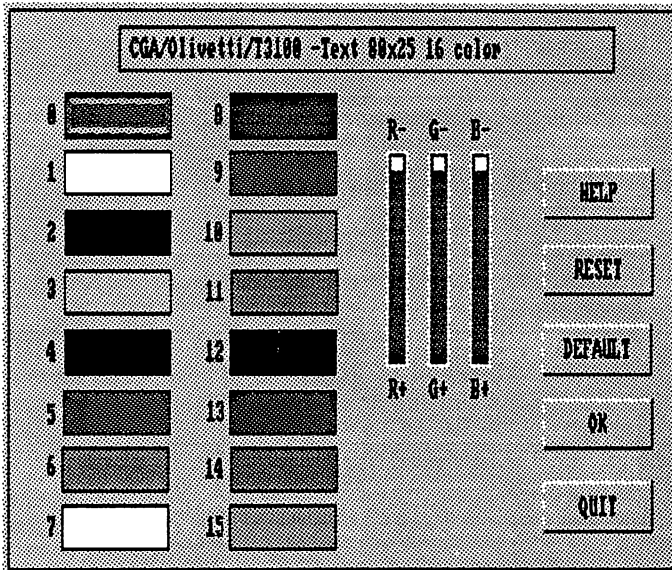 CGA/Olivetti/T3100 -Text 80x25 16 color
0 8
R- G- B-
1 9
HELP
2 10
RESET
3 11
DEFAULT
4 12
R+ G+ B+
5 13
OK
6 14
QUIT
7 15